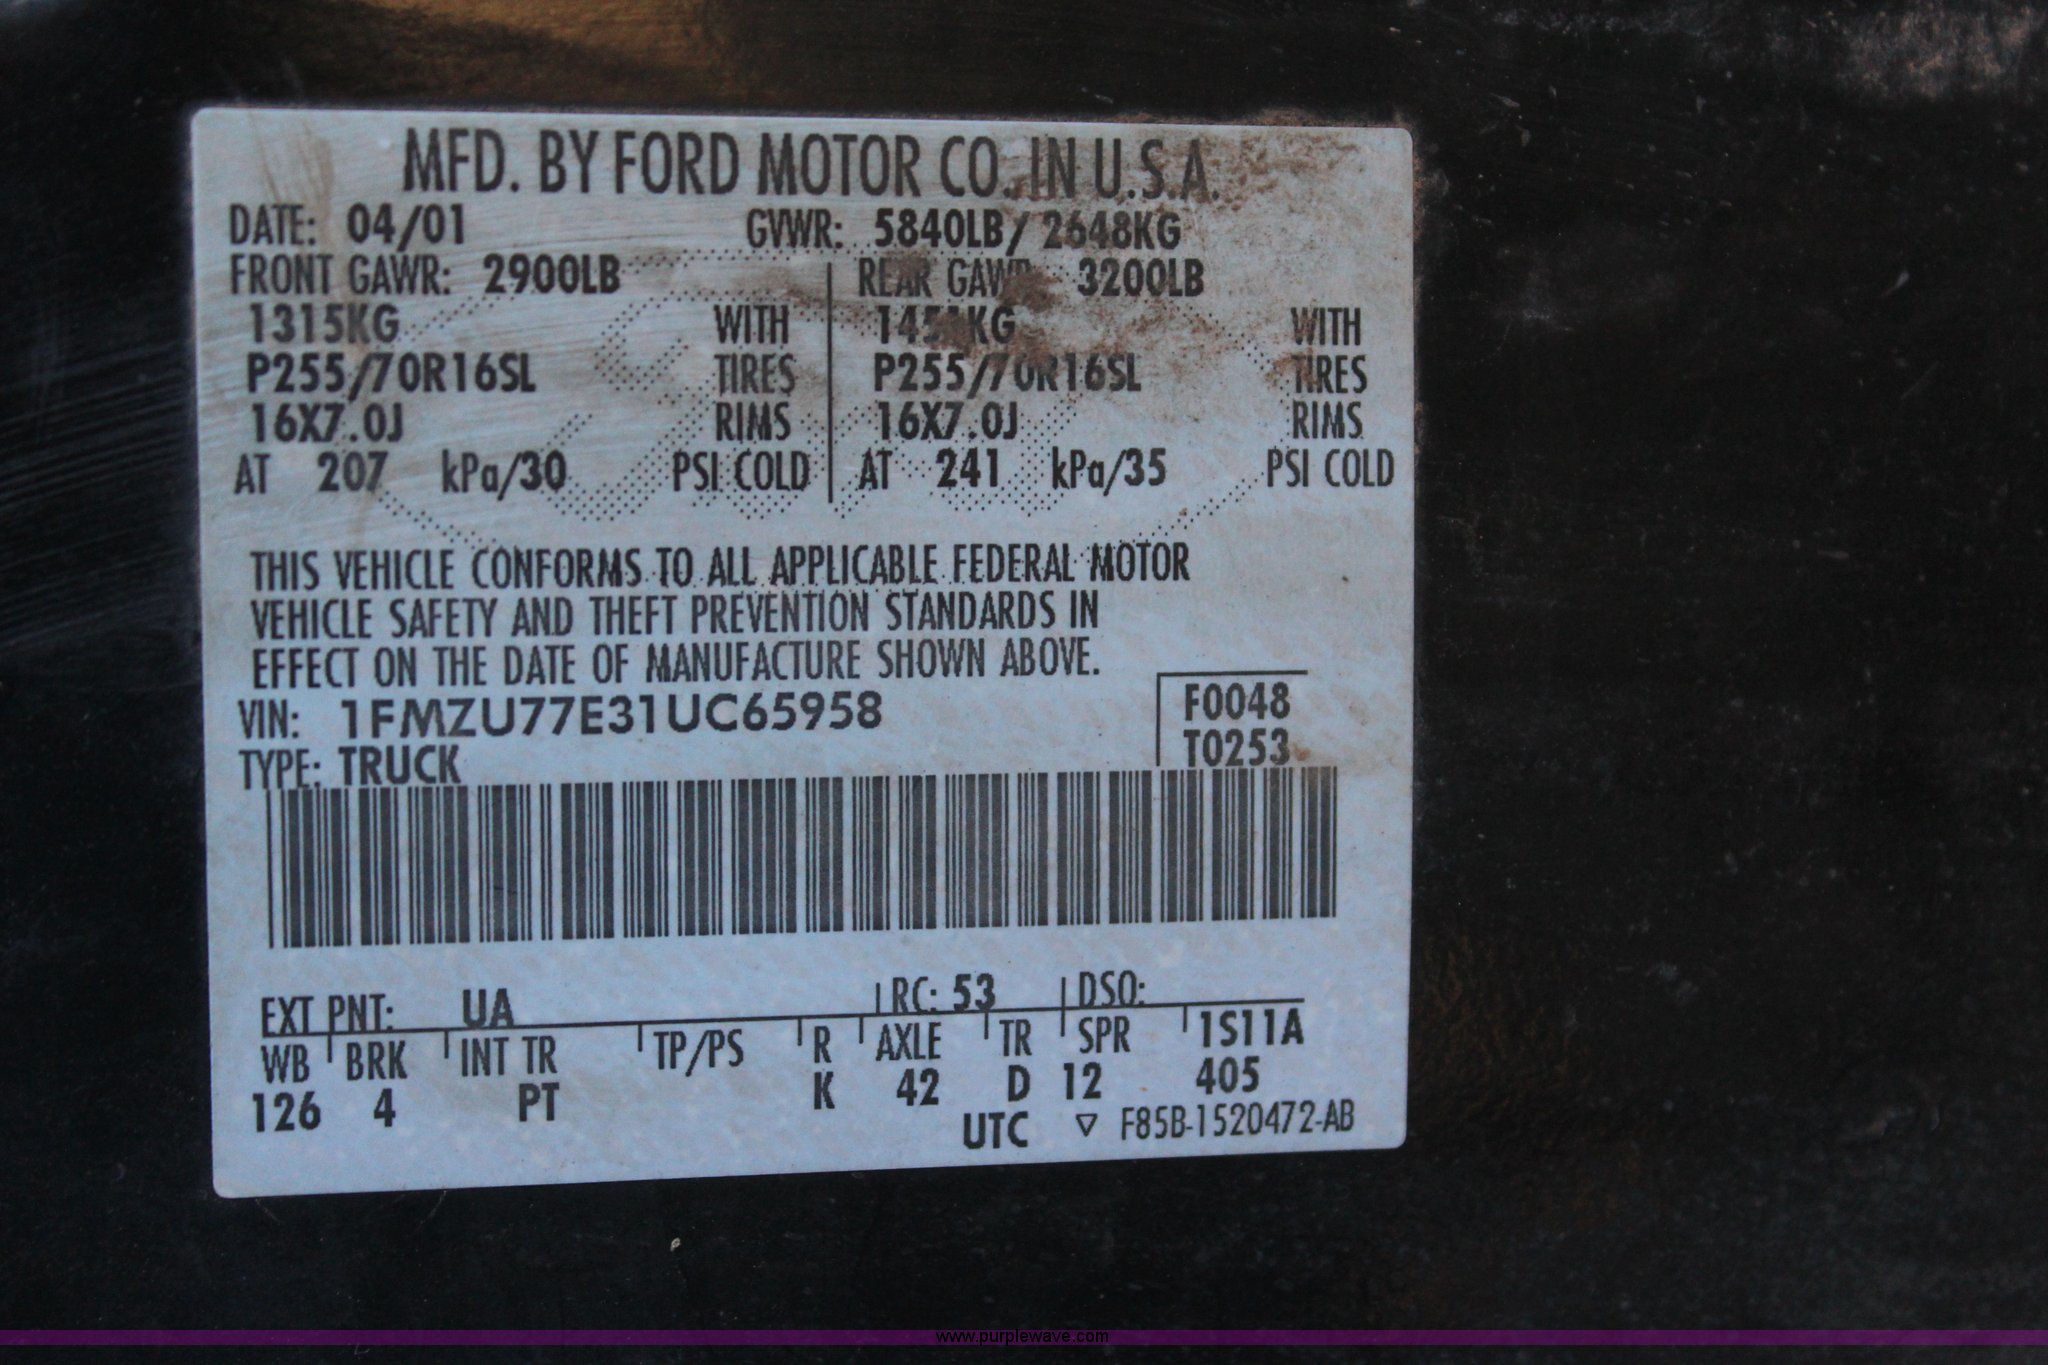 MFD. BY FORD MOTOR CO. IN U.S.A.
DATE: 04/01 GVWR: 5840LB/ 2648KG
FRONT GAWR: 2900LB REAR GAWR 3200LB
1315KG WITH WITH
P255/70R16SL TIRES P255/70R16SL TIRES
16X7.0J RIMS 16X7.0J RIMS
AT 207 kPa/30 PSI COLD AT 241 kPa/35 PSI COLD
THIS VEHICLE CONFORMS TO ALL APPLICABLE FEDERAL MOTOR
VEHICLE SAFETY AND THEFT PREVENTION STANDARDS IN
EFFECT ON THE DATE OF MANUFACTURE SHOWN ABOVE.
VIN: 1FMZU77E31UC65958 F0048
TYPE: TRUCK T0253
EXT PNT: UA RC: 53 DSO:
WB BRK INT TR TP/PS R AXLE TR SPR 1S11A
126 4 PT K 42 D 12 405
UTC ▽ F85B-1520472-AB
www.purplewave.com